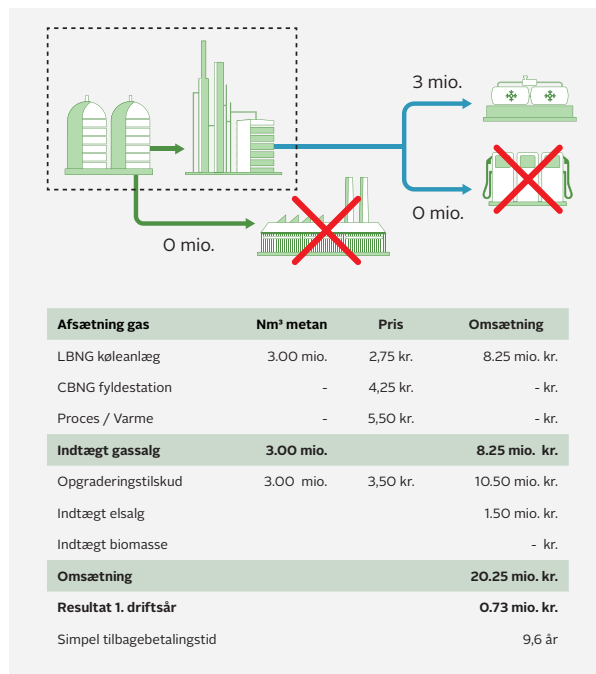 3 mio.
0 mio.
0 mio.
Afsætning gas Nm³ metan Pris Omsætning
LBNG køleanlæg 3.00 mio. 2,75 kr. 8.25 mio. kr.
CBNG fyldestation - 4,25 kr. - kr.
Proces / Varme - 5,50 kr. - kr.
Indtægt gassalg 3.00 mio. 8.25 mio. kr.
Opgraderingstilskud 3.00 mio. 3,50 kr. 10.50 mio. kr.
Indtægt elsalg 1.50 mio. kr.
Indtægt biomasse - kr.
Omsætning 20.25 mio. kr.
Resultat 1. driftsår 0.73 mio. kr.
Simpel tilbagebetalingstid 9,6 år